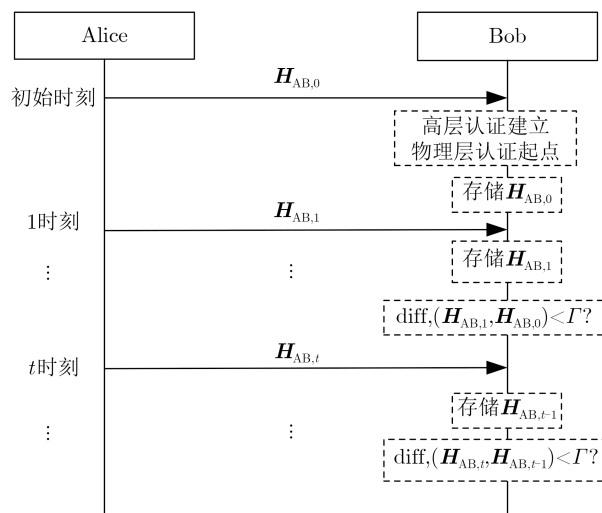 Alice
Bob
H_AB,0
初始时刻
高层认证建立
物理层认证起点
存储H_AB,0
H_AB,1
1时刻
存储H_AB,1
⋮
⋮
diff,(H_AB,1,H_AB,0)<Γ?
H_AB,t
t时刻
存储H_AB,t-1
⋮
⋮
diff,(H_AB,t,H_AB,t-1)<Γ?